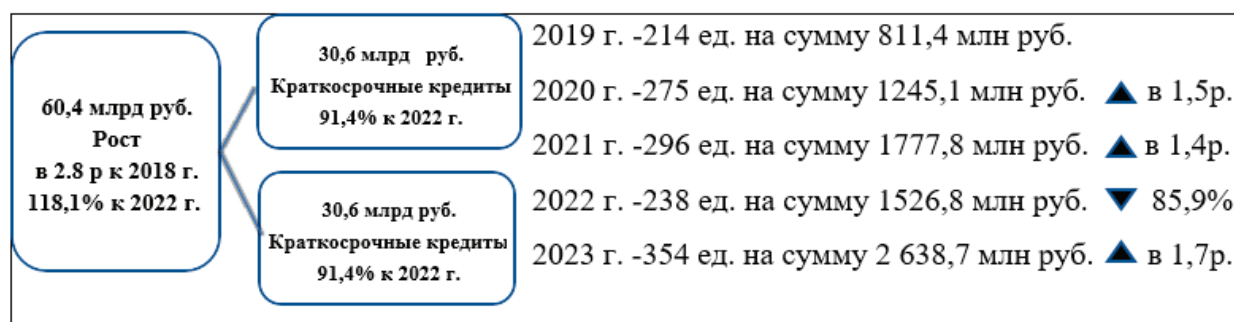 60,4 млрд руб.
Рост
в 2.8 р к 2018 г.
118,1% к 2022 г.
30,6 млрд руб.
Краткосрочные кредиты
91,4% к 2022 г.
30,6 млрд руб.
Краткосрочные кредиты
91,4% к 2022 г.
2019 г. -214 ед. на сумму 811,4 млн руб.
2020 г. -275 ед. на сумму 1245,1 млн руб. ▲ в 1,5р.
2021 г. -296 ед. на сумму 1777,8 млн руб. ▲ в 1,4р.
2022 г. -238 ед. на сумму 1526,8 млн руб. ▼ 85,9%
2023 г. -354 ед. на сумму 2 638,7 млн руб. ▲ в 1,7р.